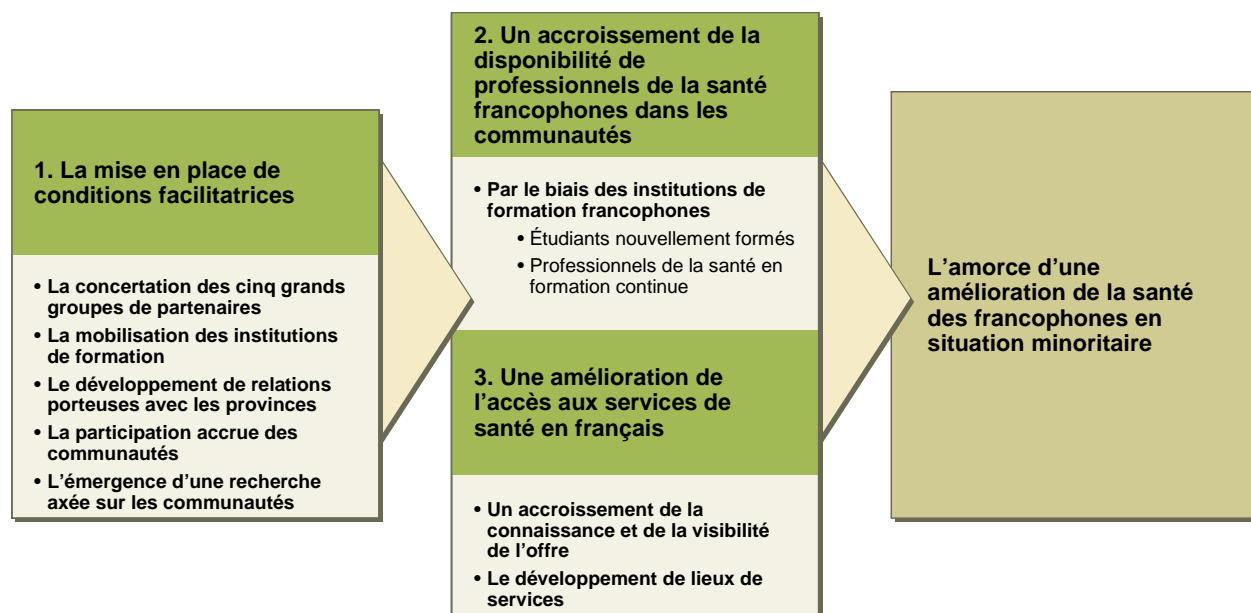 1. La mise en place de
conditions facilitatrices
• La concertation des cinq grands
groupes de partenaires
• La mobilisation des institutions
de formation
• Le développement de relations
porteuses avec les provinces
• La participation accrue des
communautés
• L’émergence d’une recherche
axée sur les communautés
2. Un accroissement de la
disponibilité de
professionnels de la santé
francophones dans les
communautés
• Par le biais des institutions de
formation francophones
• Étudiants nouvellement formés
• Professionnels de la santé en
formation continue
3. Une amélioration de
l’accès aux services de
santé en français
• Un accroissement de la
connaissance et de la visibilité
de l’offre
• Le développement de lieux de
services
L’amorce d’une
amélioration de la santé
des francophones en
situation minoritaire